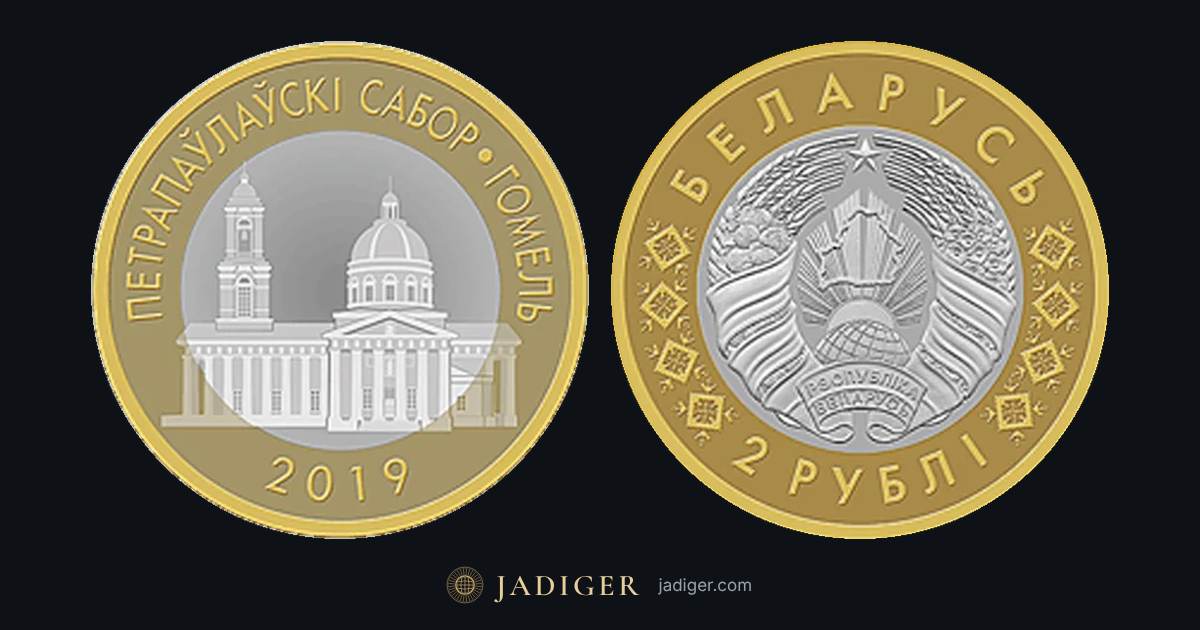 ПЕТРАПАЎЛАЎСКІ САБОР • ГОМЕЛЬ
2019
БЕЛАРУСЬ
РЭСПУБЛІКА
БЕЛАРУСЬ
2 РУБЛІ
JADIGER jadiger.com